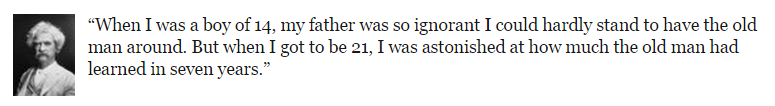 “When I was a boy of 14, my father was so ignorant I could hardly stand to have the old
man around. But when I got to be 21, I was astonished at how much the old man had
learned in seven years.”